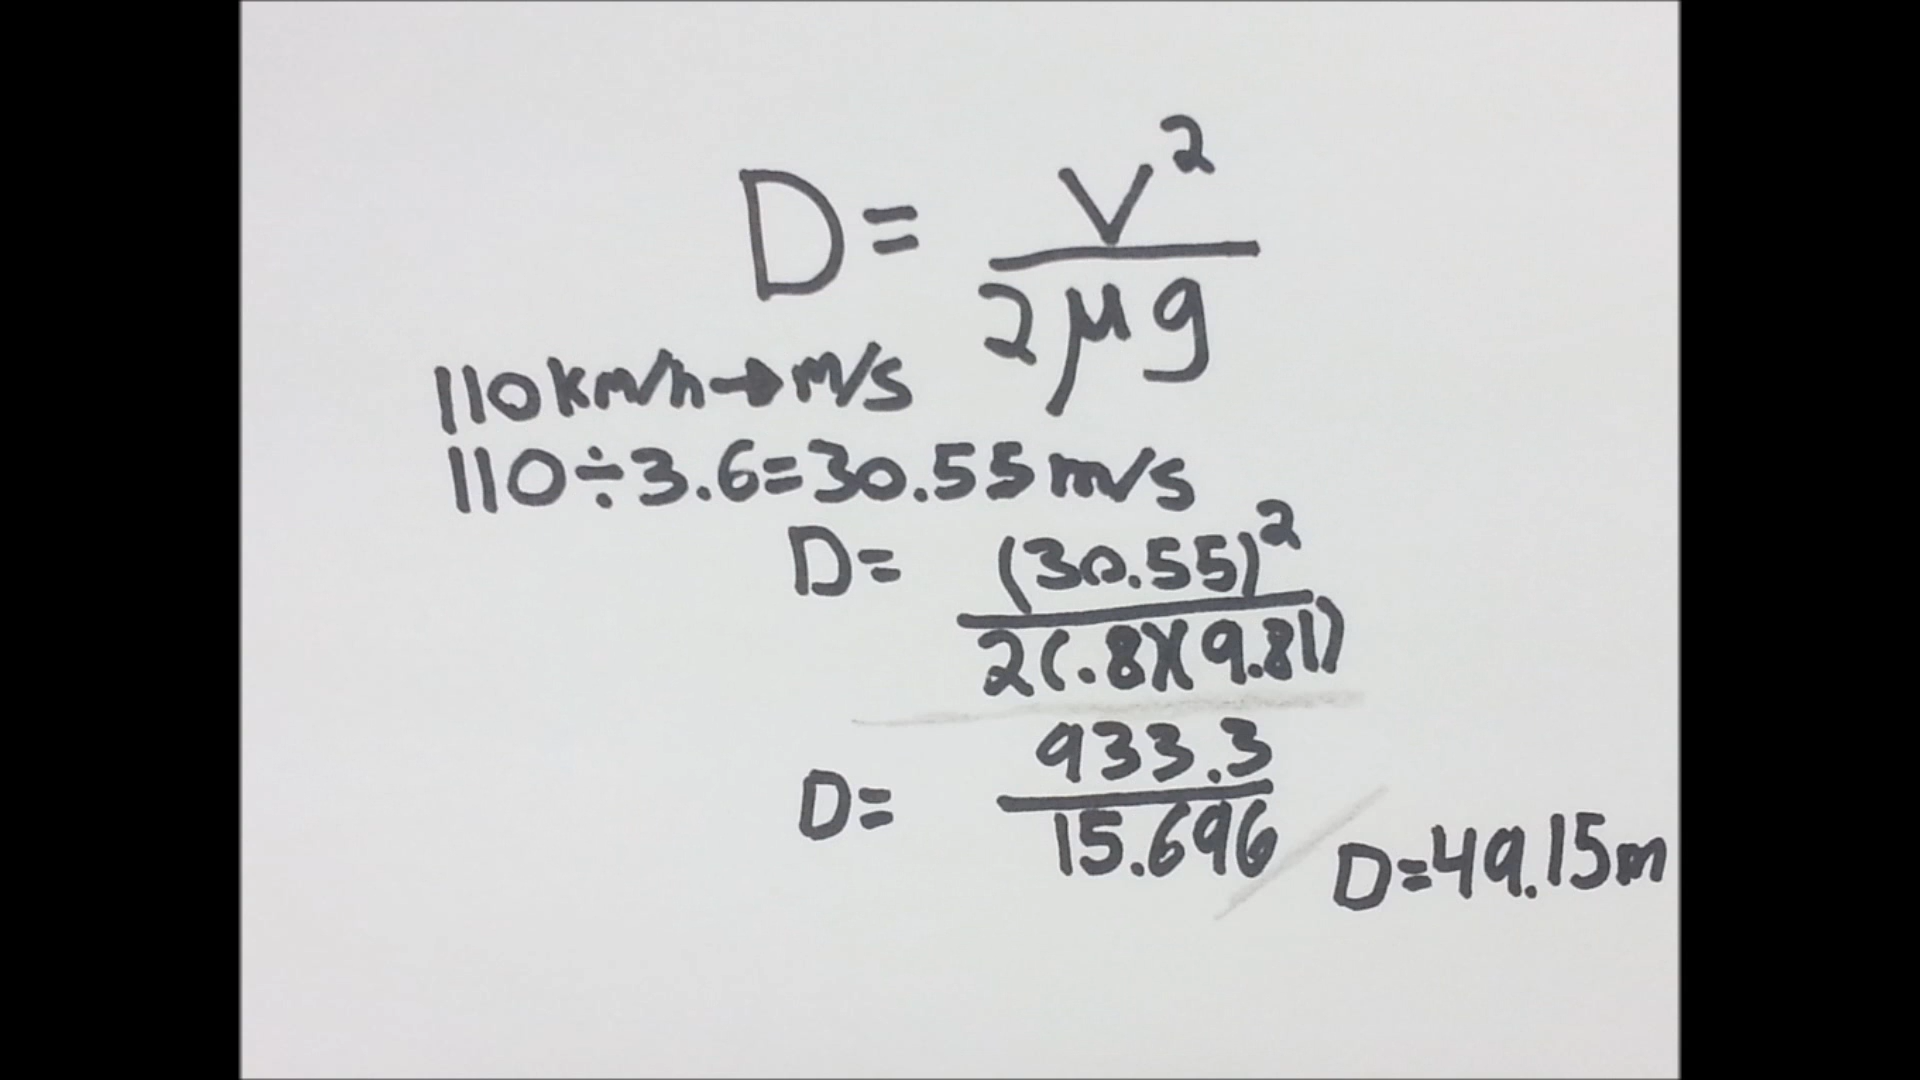 D= V²/2μg
110km/h→m/s
110÷3.6=30.55m/s
D= (30.55)²/2(.8)(9.81)
D= 933.3/15.696
D=49.15m